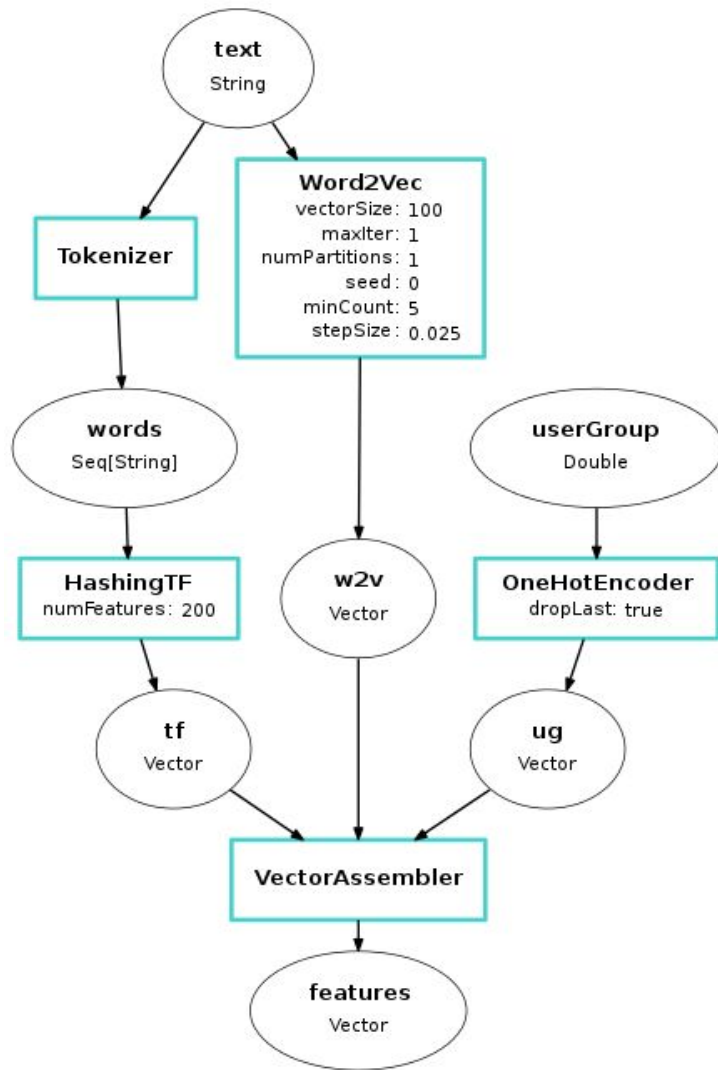 text
String
Word2Vec
vectorSize: 100
maxIter: 1
numPartitions: 1
seed: 0
minCount: 5
stepSize: 0.025
Tokenizer
words
Seq[String]
userGroup
Double
HashingTF
numFeatures: 200
w2v
Vector
OneHotEncoder
dropLast: true
tf
Vector
ug
Vector
VectorAssembler
features
Vector